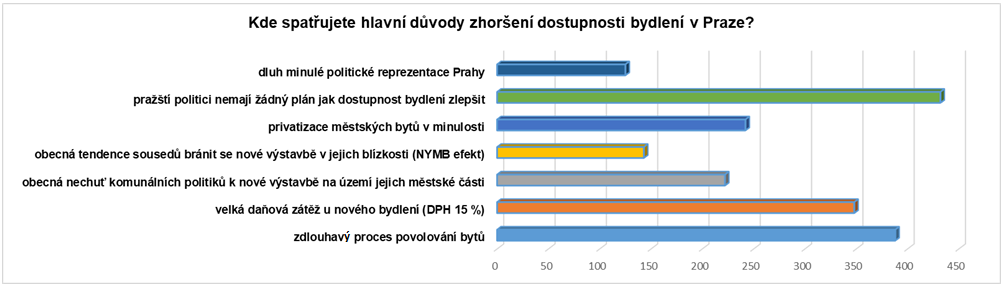 Kde spatřujete hlavní důvody zhoršení dostupnosti bydlení v Praze?
dluh minulé politické reprezentace Prahy
pražští politici nemají žádný plán jak dostupnost bydlení zlepšit
privatizace městských bytů v minulosti
obecná tendence sousedů bránit se nové výstavbě v jejich blízkosti (NYMB efekt)
obecná nechuť komunálních politiků k nové výstavbě na území jejich městské části
velká daňová zátěž u nového bydlení (DPH 15 %)
zdlouhavý proces povolování bytů
0 50 100 150 200 250 300 350 400 450